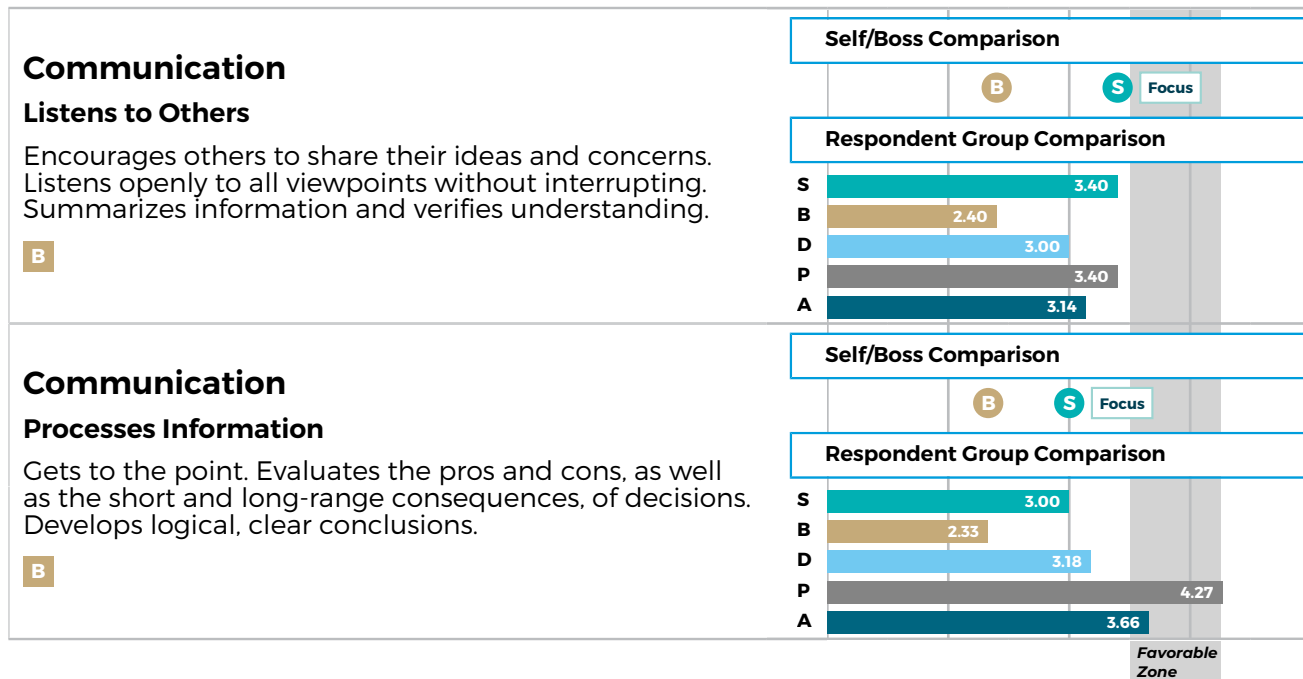 Communication
Listens to Others
Encourages others to share their ideas and concerns.
Listens openly to all viewpoints without interrupting.
Summarizes information and verifies understanding.
B
Self/Boss Comparison
B S Focus
Respondent Group Comparison
S 3.40
B 2.40
D 3.00
P 3.40
A 3.14
Communication
Processes Information
Gets to the point. Evaluates the pros and cons, as well
as the short and long-range consequences, of decisions.
Develops logical, clear conclusions.
B
Self/Boss Comparison
B S Focus
Respondent Group Comparison
S 3.00
B 2.33
D 3.18
P 4.27
A 3.66
Favorable
Zone